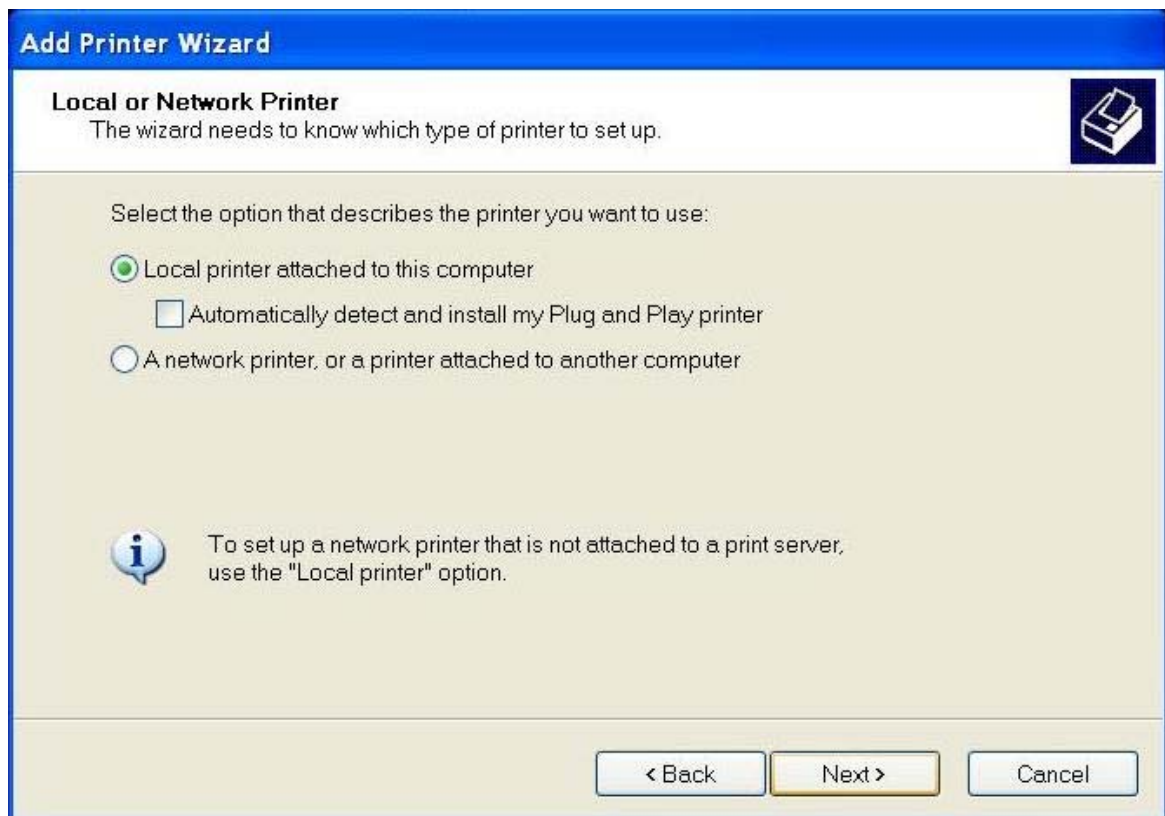 Add Printer Wizard
Local or Network Printer
The wizard needs to know which type of printer to set up.
Select the option that describes the printer you want to use:
Local printer attached to this computer
Automatically detect and install my Plug and Play printer
A network printer, or a printer attached to another computer
To set up a network printer that is not attached to a print server,
use the "Local printer" option.
< Back
Next >
Cancel